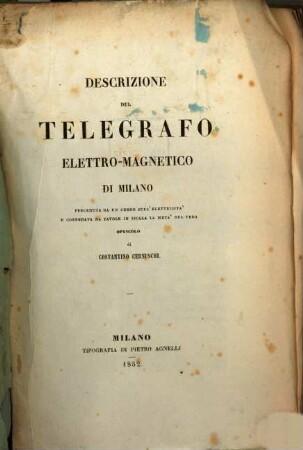 DESCRIZIONE
DEL
TELEGRAFO
ELETTRO-MAGNETICO
DI MILANO
PRECEDUTA DA UN CENNO SULL' ELETTRICITA'
E CORREDATA DA TAVOLE IN SCALA LA META' DEL VERO
OPUSCOLO
di
COSTANTINO CERNUSCHI.
MILANO
TIPOGRAFIA DI PIETRO AGNELLI
1852.